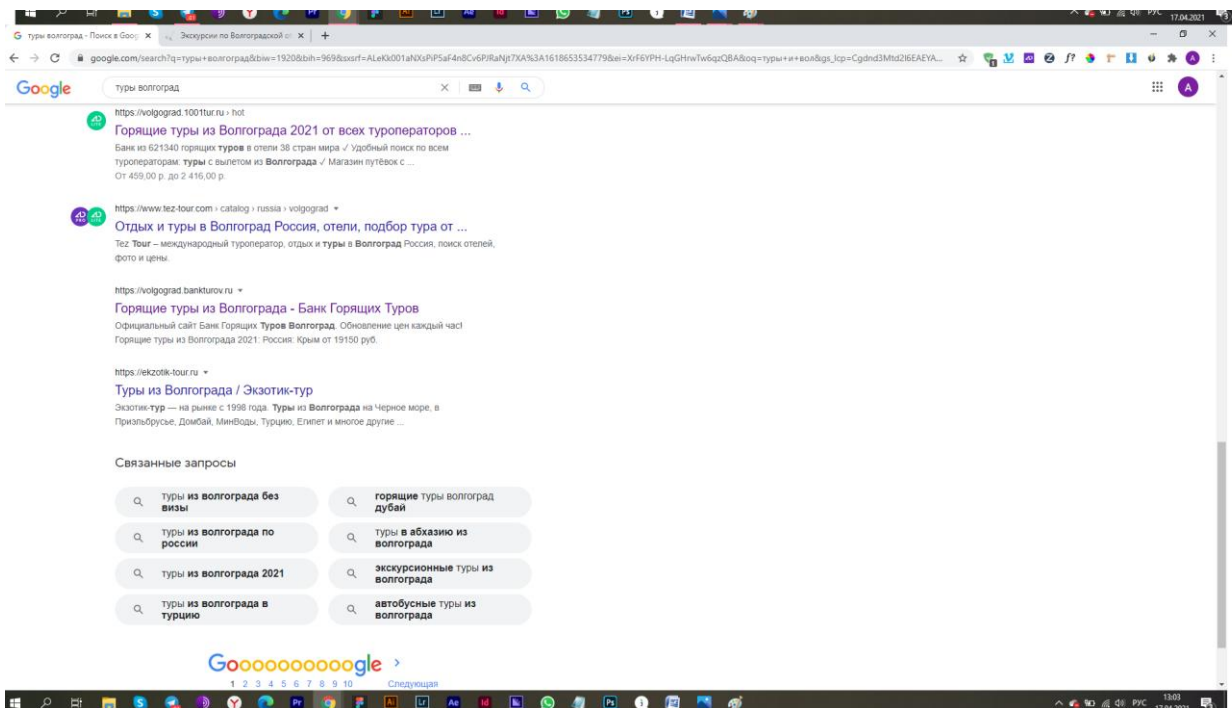 17.04.2021
туры волгоград - Поиск в Goog
Экскурсии по Волгоградской об
Google
туры волгоград
A
https://volgograd.1001tur.ru › hot
Горящие туры из Волгограда 2021 от всех туроператоров ...
Банк из 621340 горящих туров в отели 38 стран мира ✓ Удобный поиск по всем
туроператорам: туры с вылетом из Волгограда ✓ Магазин путёвок с ...
От 459,00 р. до 2 416,00 р.
https://www.tez-tour.com › catalog › russia › volgograd
Отдых и туры в Волгоград Россия, отели, подбор тура от ...
Tez Tour – международный туроператор, отдых и туры в Волгоград Россия, поиск отелей,
фото и цены.
https://volgograd.bankturov.ru
Горящие туры из Волгограда - Банк Горящих Туров
Официальный сайт Банк Горящих Туров Волгоград. Обновление цен каждый час!
Горящие туры из Волгограда 2021: Россия: Крым от 19150 руб.
https://ekzotik-tour.ru
Туры из Волгограда / Экзотик-тур
Экзотик-тур — на рынке с 1998 года. Туры из Волгограда на Черное море, в
Приэльбрусье, Домбай, МинВоды, Турцию, Египет и многое другие ...
Связанные запросы
туры из волгограда без
визы
горящие туры волгоград
дубай
туры из волгограда по
россии
туры в абхазию из
волгограда
туры из волгограда 2021
экскурсионные туры из
волгограда
туры из волгограда в
турцию
автобусные туры из
волгограда
Goooooooooogle
1 2 3 4 5 6 7 8 9 10 Следующая
РУС
13:03
17.04.2021